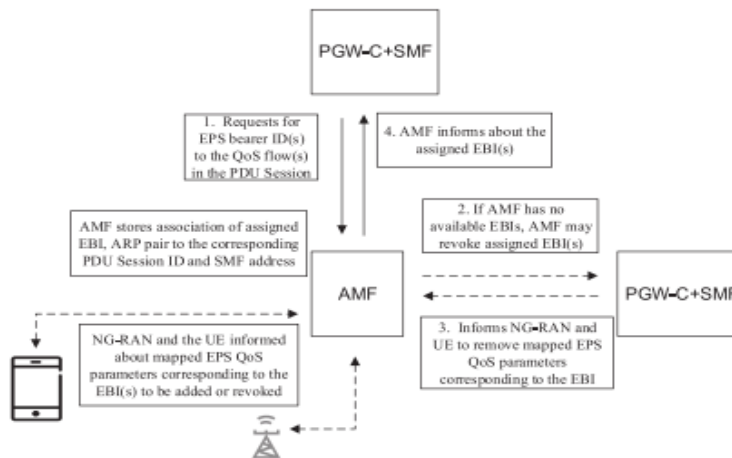 PGW-C+SMF
1. Requests for
EPS bearer ID(s)
to the QoS flow(s)
in the PDU Session
4. AMF informs about the
assigned EBI(s)
AMF stores association of assigned
EBI, ARP pair to the corresponding
PDU Session ID and SMF address
2. If AMF has no
available EBIs, AMF may
revoke assigned EBI(s)
AMF
PGW-C+SMF
NG-RAN and the UE informed
about mapped EPS QoS
parameters corresponding to the
EBI(s) to be added or revoked
3. Informs NG-RAN and
UE to remove mapped EPS
QoS parameters
corresponding to the EBI